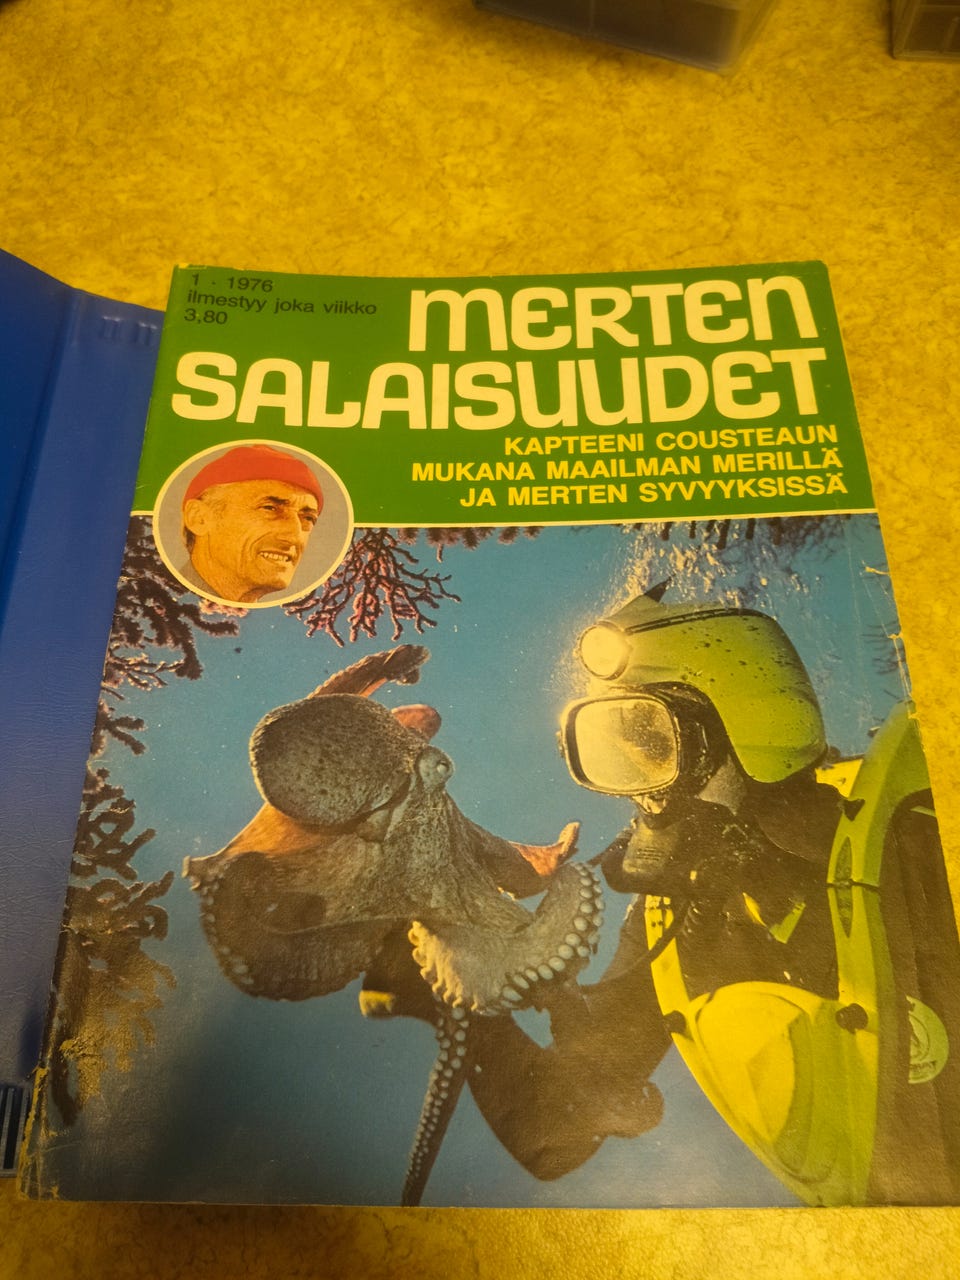 1 · 1976
ilmestyy joka viikko
3,80
MERTEN
SALAISUUDET
KAPTEENI COUSTEAUN
MUKANA MAAILMAN MERILLÄ
JA MERTEN SYVYYKSISSÄ